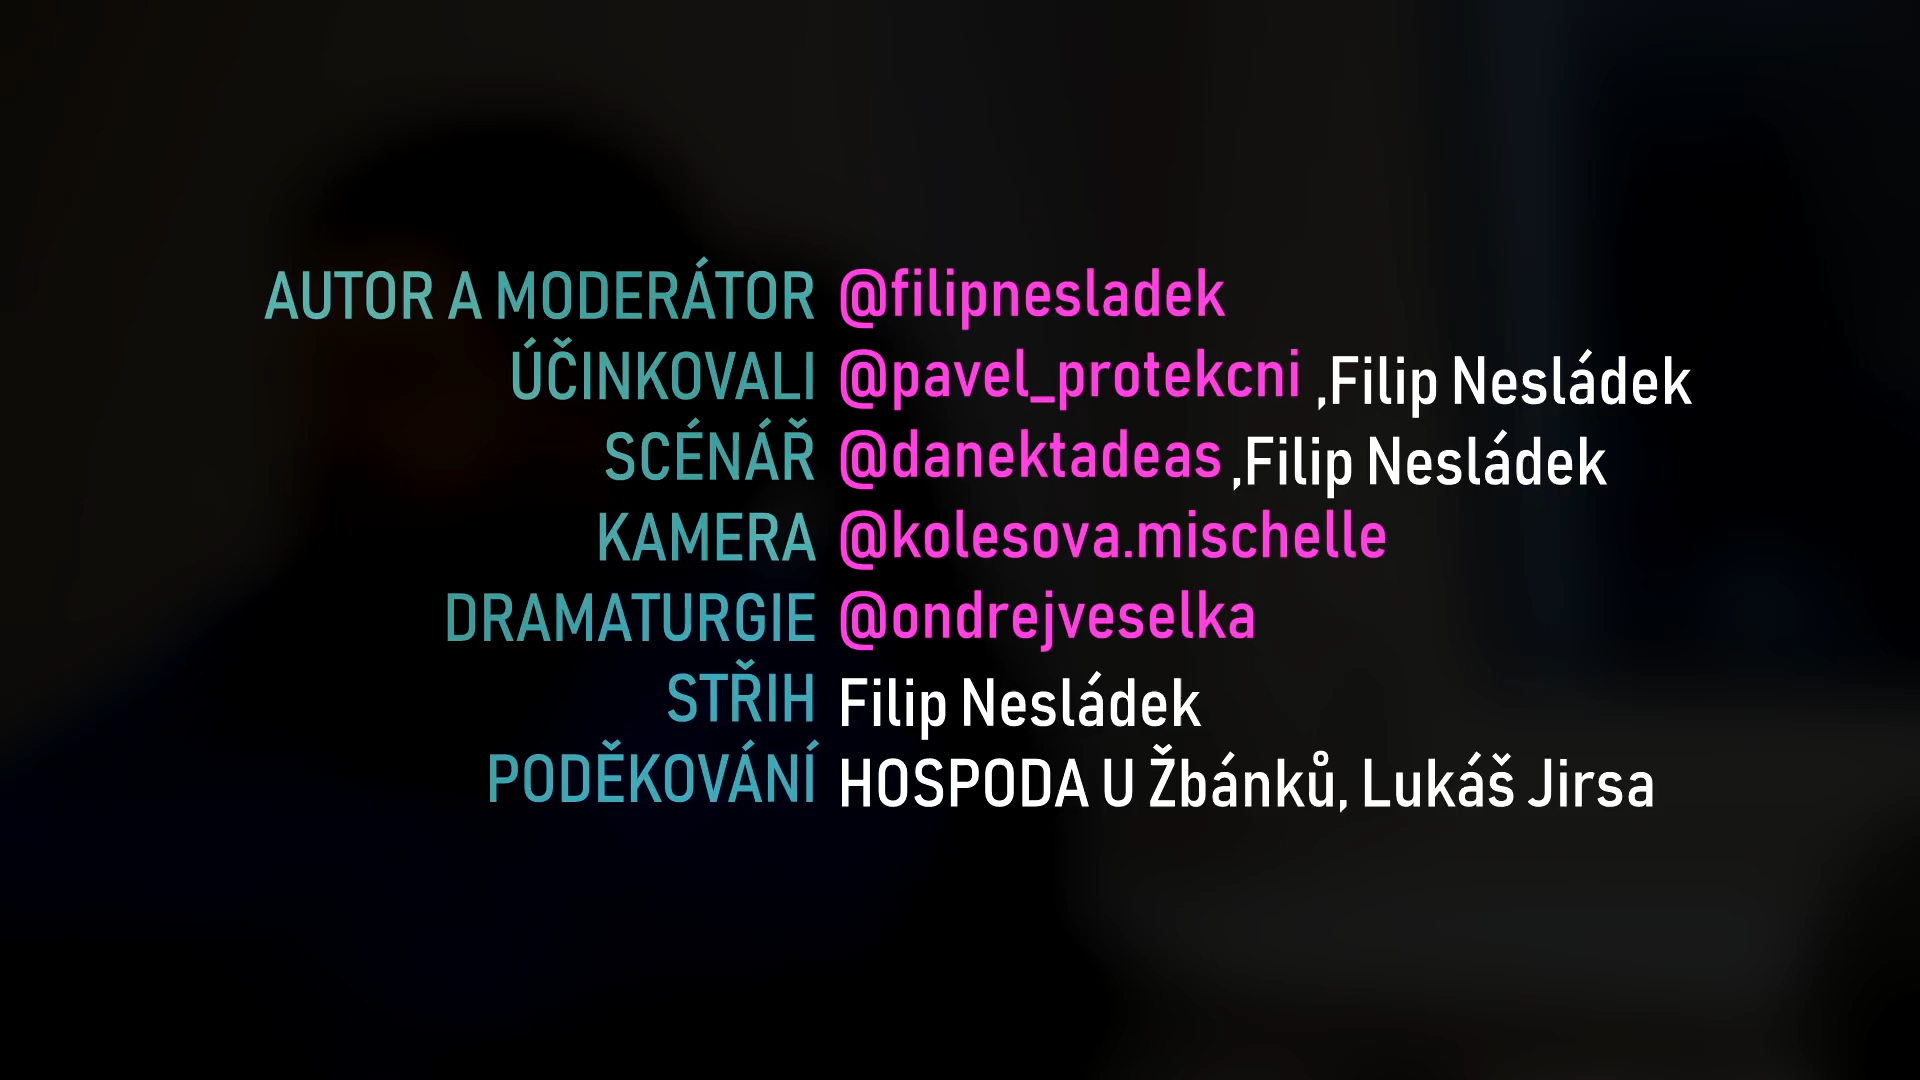 AUTOR A MODERÁTOR @filipnesladek
ÚČINKOVALI @pavel_protekcni ,Filip Nesládek
SCÉNÁŘ @danektadeas ,Filip Nesládek
KAMERA @kolesova.mischelle
DRAMATURGIE @ondrejveselka
STŘIH Filip Nesládek
PODĚKOVÁNÍ HOSPODA U Žbánků, Lukáš Jirsa